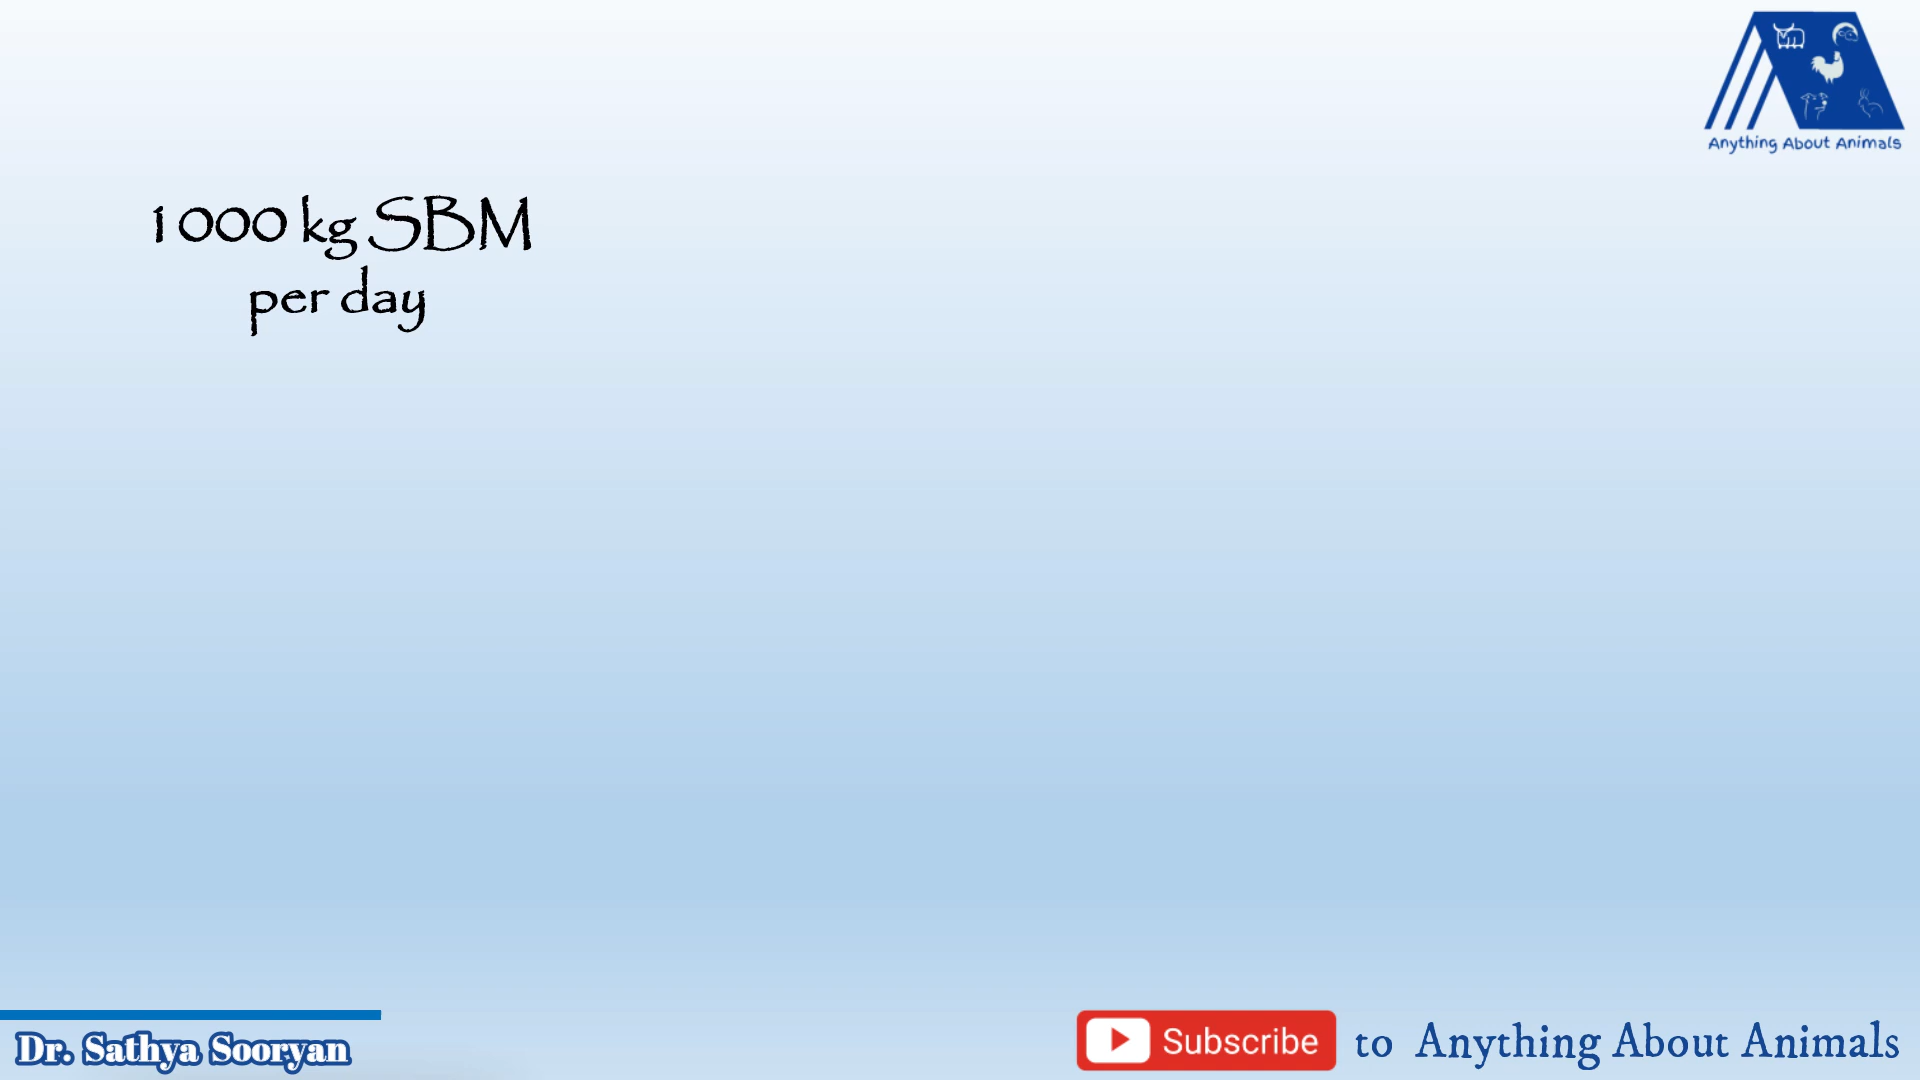 Anything About Animals
1000 kg SBM
per day
Dr. Sathya Sooryan
Subscribe to Anything About Animals